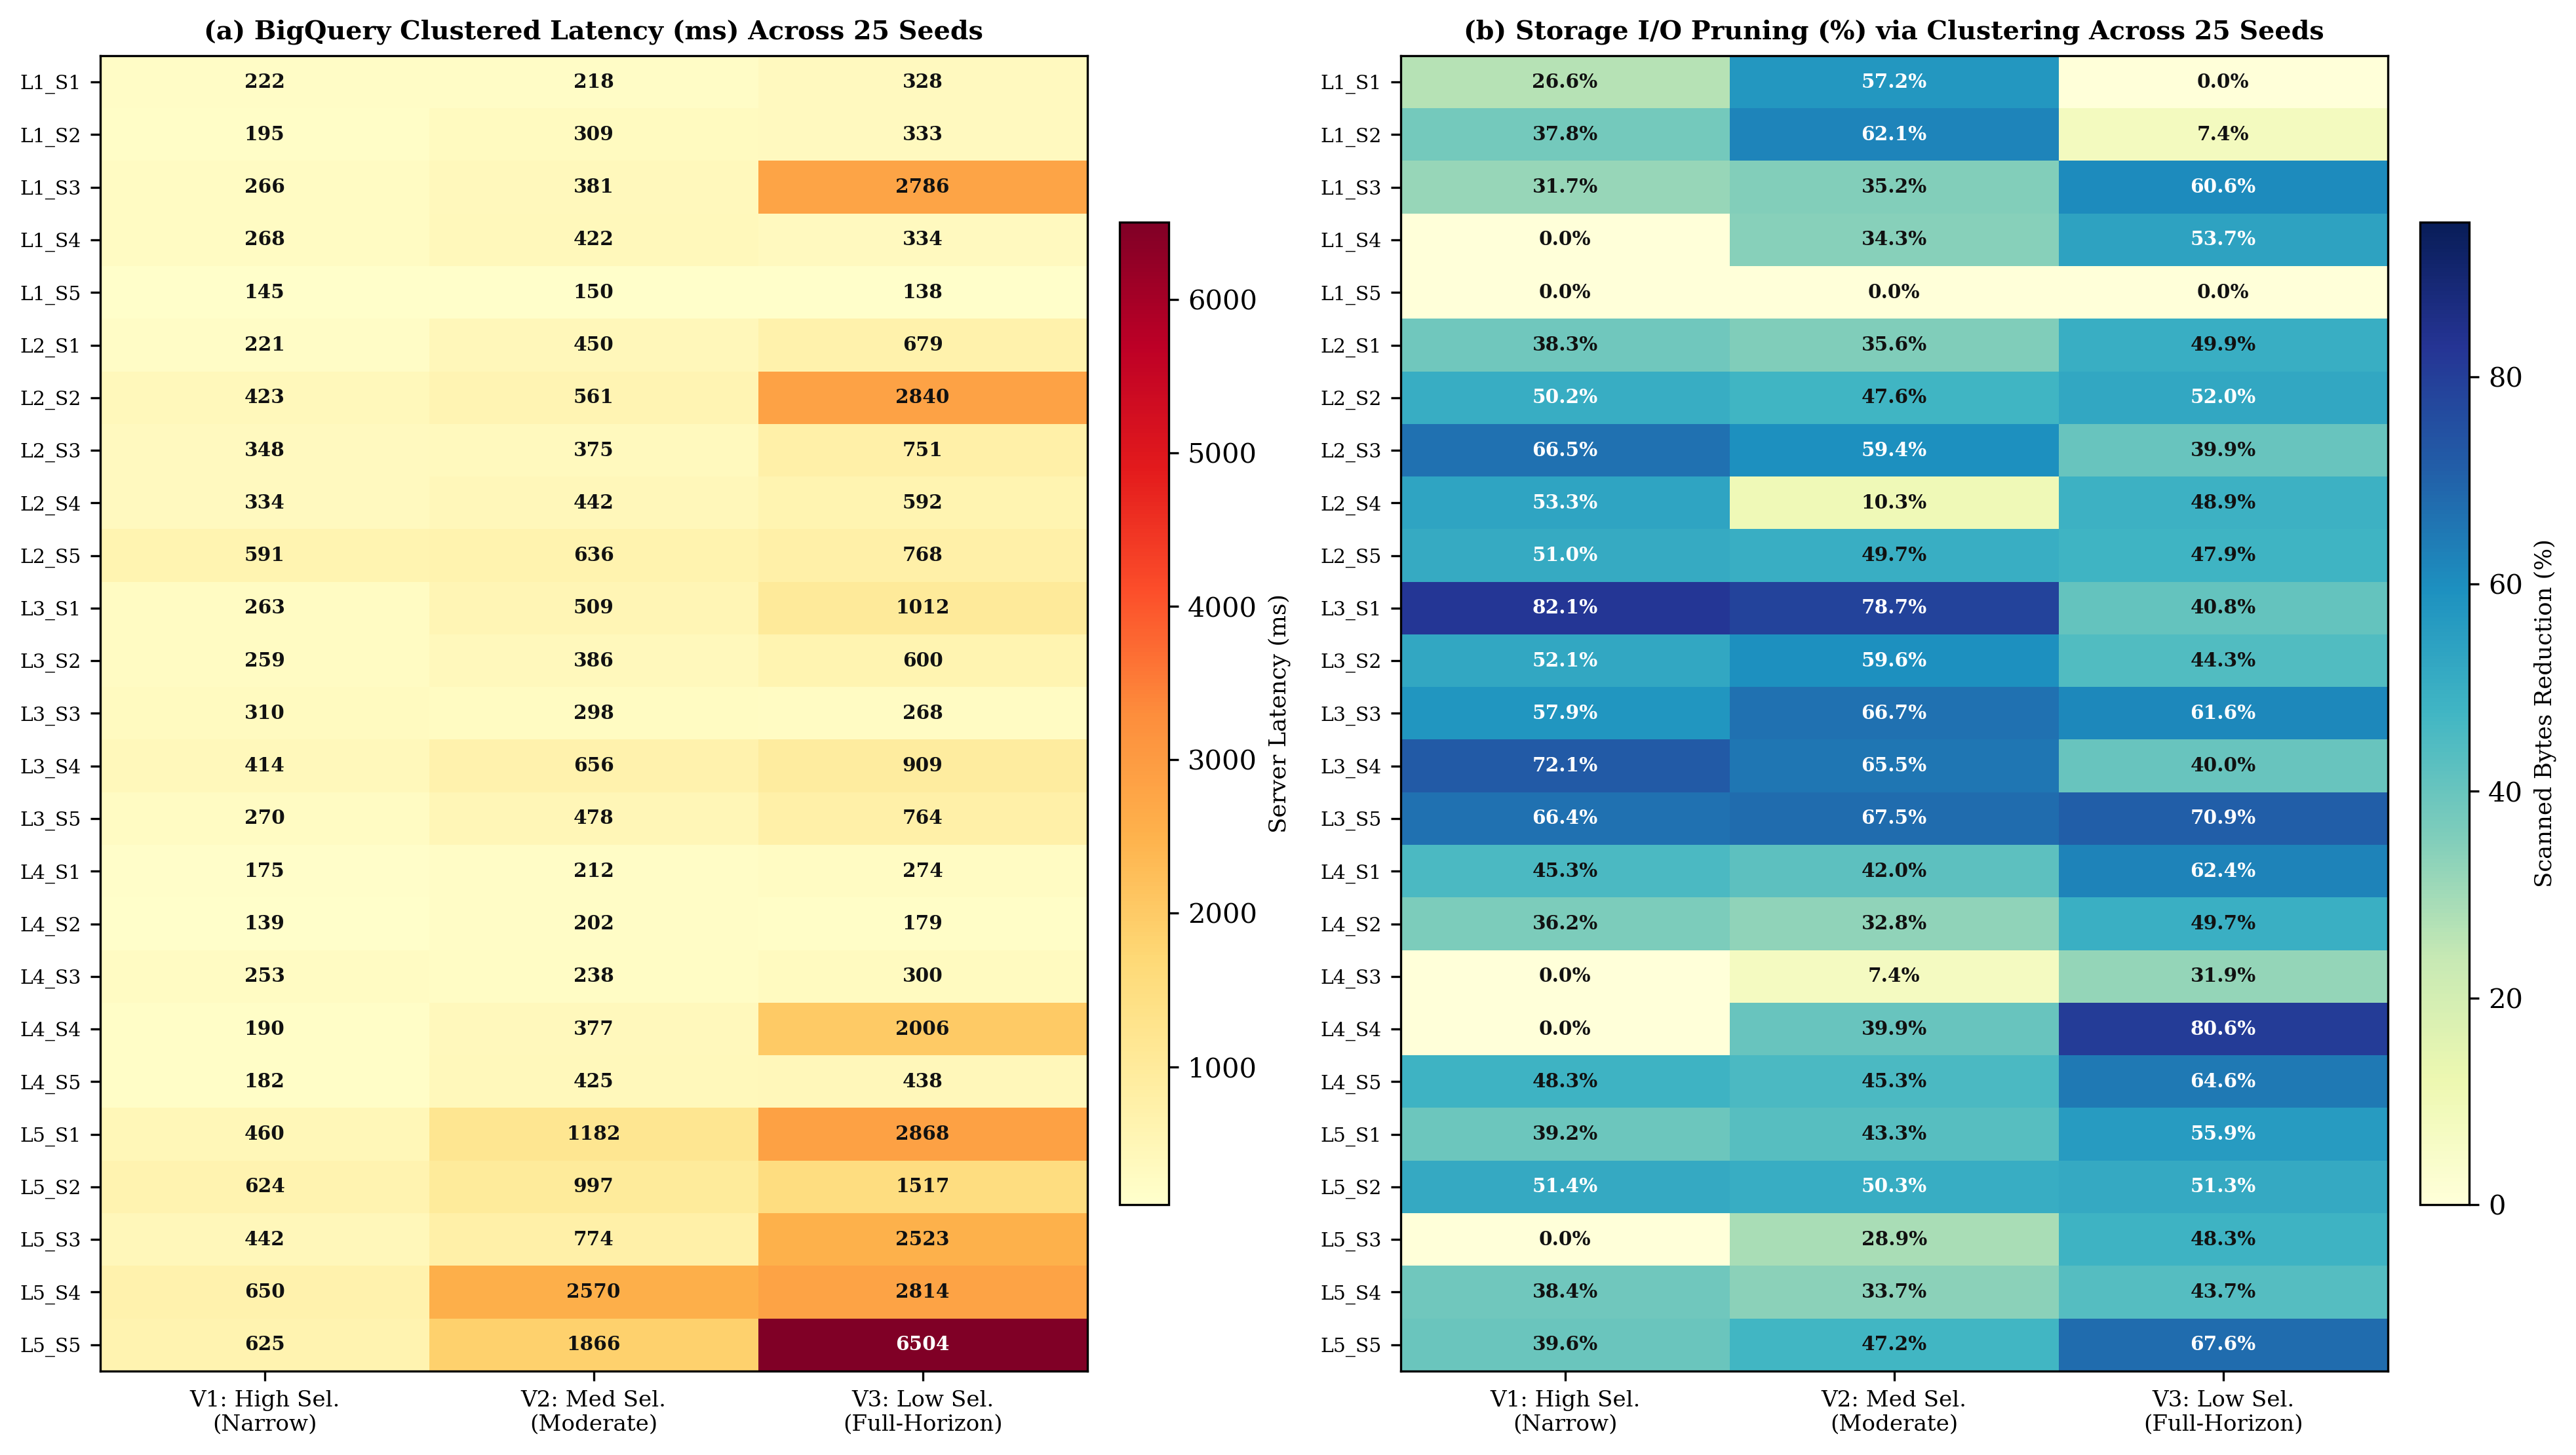 (a) BigQuery Clustered Latency (ms) Across 25 Seeds
L1_S1 222 218 328
L1_S2 195 309 333
L1_S3 266 381 2786
L1_S4 268 422 334
L1_S5 145 150 138
L2_S1 221 450 679
L2_S2 423 561 2840
L2_S3 348 375 751
L2_S4 334 442 592
L2_S5 591 636 768
L3_S1 263 509 1012
L3_S2 259 386 600
L3_S3 310 298 268
L3_S4 414 656 909
L3_S5 270 478 764
L4_S1 175 212 274
L4_S2 139 202 179
L4_S3 253 238 300
L4_S4 190 377 2006
L4_S5 182 425 438
L5_S1 460 1182 2868
L5_S2 624 997 1517
L5_S3 442 774 2523
L5_S4 650 2570 2814
L5_S5 625 1866 6504
V1: High Sel. V2: Med Sel. V3: Low Sel.
(Narrow) (Moderate) (Full-Horizon)
6000
5000
4000
3000
2000
1000
Server Latency (ms)
(b) Storage I/O Pruning (%) via Clustering Across 25 Seeds
L1_S1 26.6% 57.2% 0.0%
L1_S2 37.8% 62.1% 7.4%
L1_S3 31.7% 35.2% 60.6%
L1_S4 0.0% 34.3% 53.7%
L1_S5 0.0% 0.0% 0.0%
L2_S1 38.3% 35.6% 49.9%
L2_S2 50.2% 47.6% 52.0%
L2_S3 66.5% 59.4% 39.9%
L2_S4 53.3% 10.3% 48.9%
L2_S5 51.0% 49.7% 47.9%
L3_S1 82.1% 78.7% 40.8%
L3_S2 52.1% 59.6% 44.3%
L3_S3 57.9% 66.7% 61.6%
L3_S4 72.1% 65.5% 40.0%
L3_S5 66.4% 67.5% 70.9%
L4_S1 45.3% 42.0% 62.4%
L4_S2 36.2% 32.8% 49.7%
L4_S3 0.0% 7.4% 31.9%
L4_S4 0.0% 39.9% 80.6%
L4_S5 48.3% 45.3% 64.6%
L5_S1 39.2% 43.3% 55.9%
L5_S2 51.4% 50.3% 51.3%
L5_S3 0.0% 28.9% 48.3%
L5_S4 38.4% 33.7% 43.7%
L5_S5 39.6% 47.2% 67.6%
V1: High Sel. V2: Med Sel. V3: Low Sel.
(Narrow) (Moderate) (Full-Horizon)
80
60
40
20
0
Scanned Bytes Reduction (%)